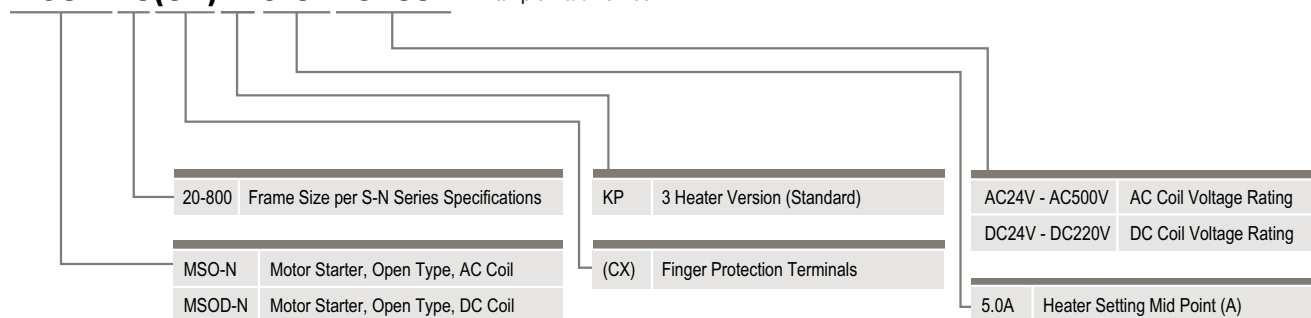 20-800 Frame Size per S-N Series Specifications
KP 3 Heater Version (Standard)
AC24V - AC500V AC Coil Voltage Rating
DC24V - DC220V DC Coil Voltage Rating
MSO-N Motor Starter, Open Type, AC Coil
MSOD-N Motor Starter, Open Type, DC Coil
(CX) Finger Protection Terminals
5.0A Heater Setting Mid Point (A)